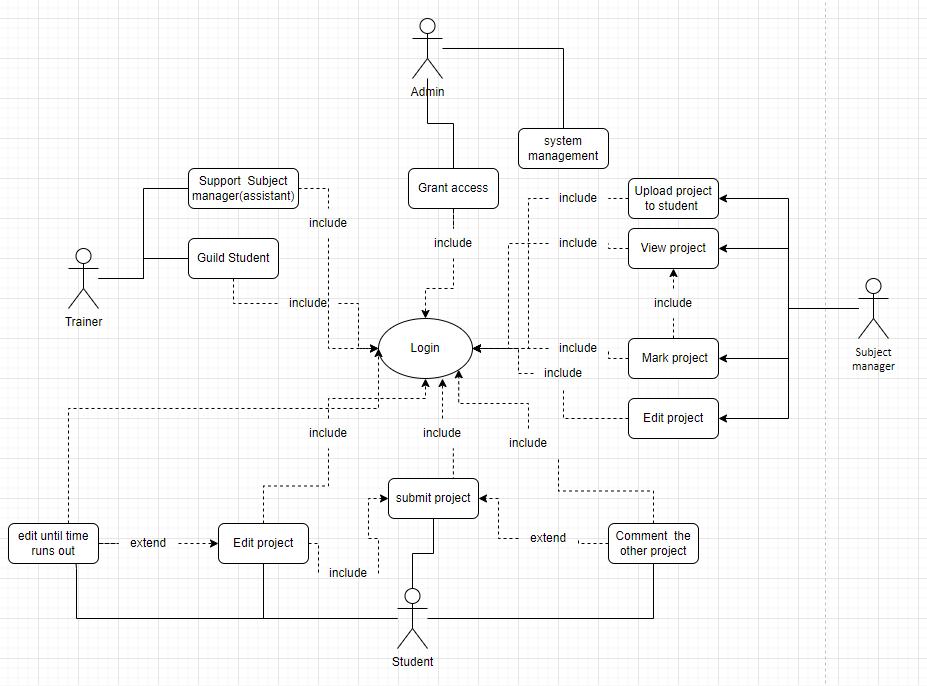 Admin
system
management
Support  Subject
manager(assistant)
Grant access
Upload project
to student
include
include
include
include
View project
Guild Student
Trainer
include
include
Login
include
Mark project
Subject
manager
include
Edit project
include
include
include
submit project
edit until time
runs out
extend
Edit project
extend
Comment  the
other project
include
Student